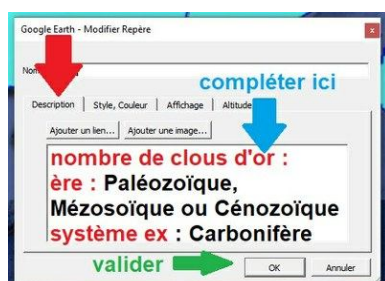 Google Earth - Modifier Repère
compléter ici
Description Style, Couleur Affichage Altitude
Ajouter un lien... Ajouter une image...
nombre de clous d'or :
ère : Paléozoïque,
Mézosoïque ou Cénozoïque
système ex : Carbonifère
valider
OK Annuler